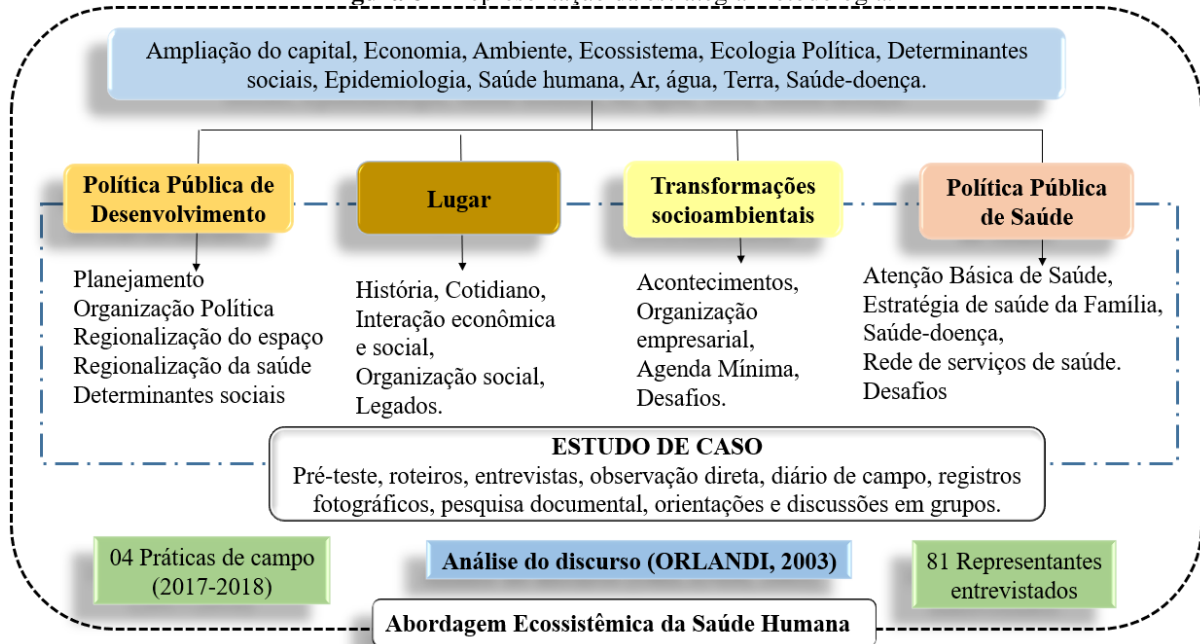 Ampliação do capital, Economia, Ambiente, Ecossistema, Ecologia Política, Determinantes
sociais, Epidemiologia, Saúde humana, Ar, água, Terra, Saúde-doença.
Política Pública de
Desenvolvimento
Planejamento
Organização Política
Regionalização do espaço
Regionalização da saúde
Determinantes sociais
Lugar
História, Cotidiano,
Interação econômica
e social,
Organização social,
Legados.
Transformações
socioambientais
Acontecimentos,
Organização
empresarial,
Agenda Mínima,
Desafios.
Política Pública
de Saúde
Atenção Básica de Saúde,
Estratégia de saúde da Família,
Saúde-doença,
Rede de serviços de saúde.
Desafios
ESTUDO DE CASO
Pré-teste, roteiros, entrevistas, observação direta, diário de campo, registros
fotográficos, pesquisa documental, orientações e discussões em grupos.
04 Práticas de campo
(2017-2018)
Análise do discurso (ORLANDI, 2003)
81 Representantes
entrevistados
Abordagem Ecossistêmica da Saúde Humana